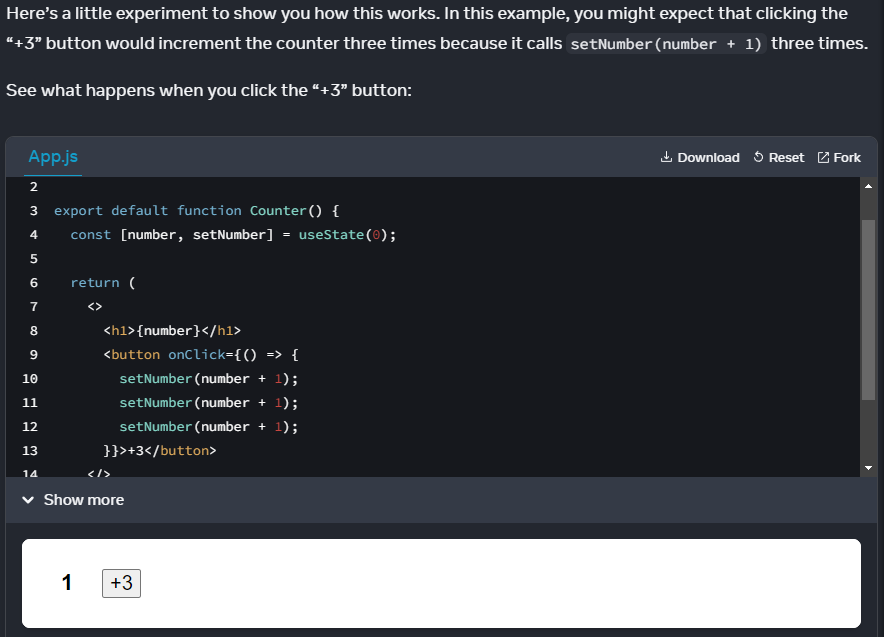 Here’s a little experiment to show you how this works. In this example, you might expect that clicking the
“+3” button would increment the counter three times because it calls setNumber(number + 1) three times.
See what happens when you click the “+3” button:
App.js
Download Reset Fork
2
3 export default function Counter() {
4   const [number, setNumber] = useState(0);
5
6   return (
7     <>
8       <h1>{number}</h1>
9       <button onClick={() => {
10         setNumber(number + 1);
11         setNumber(number + 1);
12         setNumber(number + 1);
13       }}>+3</button>
14     </>
Show more
1 +3